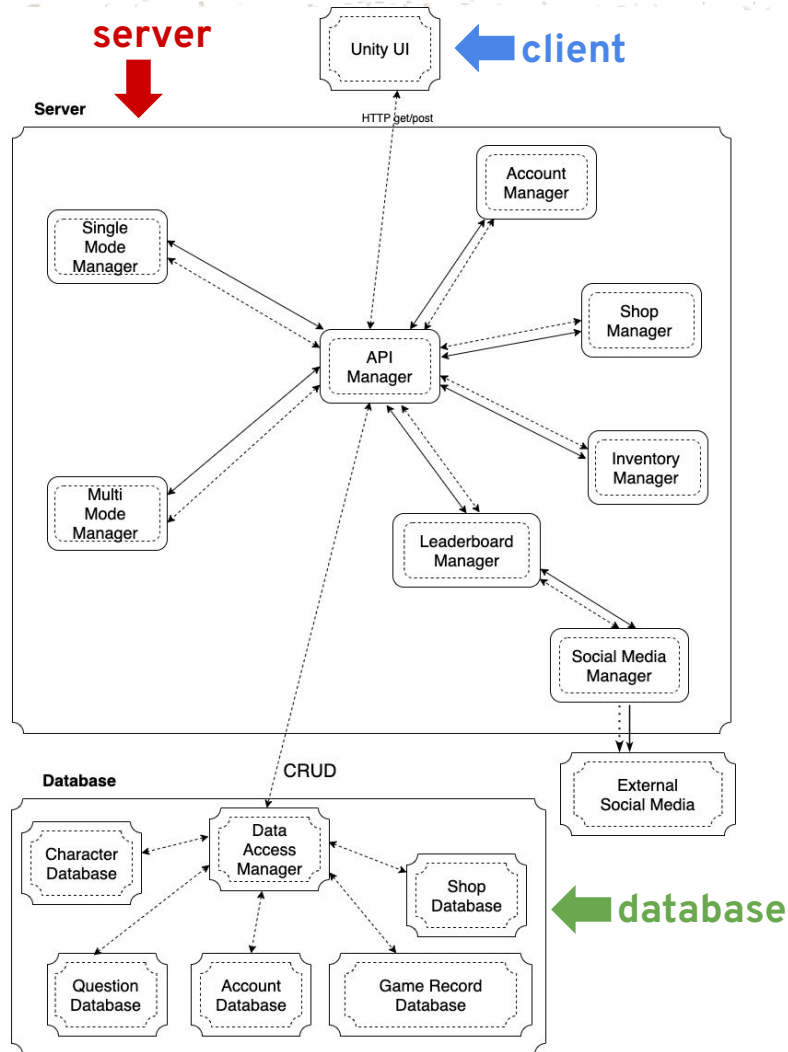 server
Unity UI
client
Server
HTTP get/post
Account
Manager
Single
Mode
Manager
Shop
Manager
API
Manager
Inventory
Manager
Multi
Mode
Manager
Leaderboard
Manager
Social Media
Manager
CRUD
Database
External
Social Media
Data
Access
Manager
Character
Database
Shop
Database
database
Question
Database
Account
Database
Game Record
Database